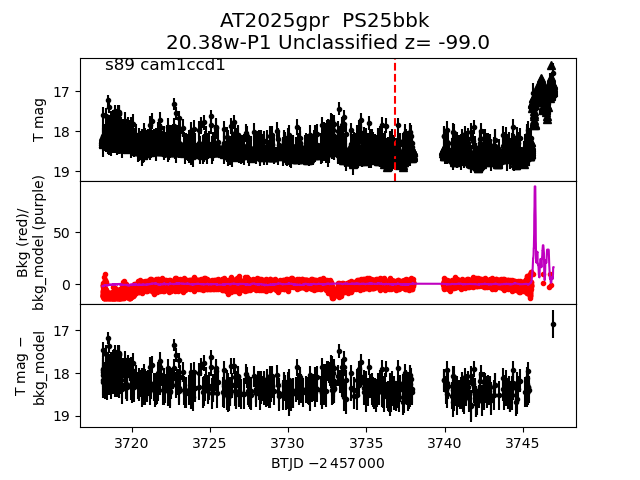 AT2025gpr  PS25bbk
20.38w-P1 Unclassified z= -99.0
s89 cam1ccd1
T mag
17
18
19
Bkg (red)/
bkg_model (purple)
50
0
T mag −
bkg_model
17
18
19
3720
3725
3730
3735
3740
3745
BTJD −2 457 000